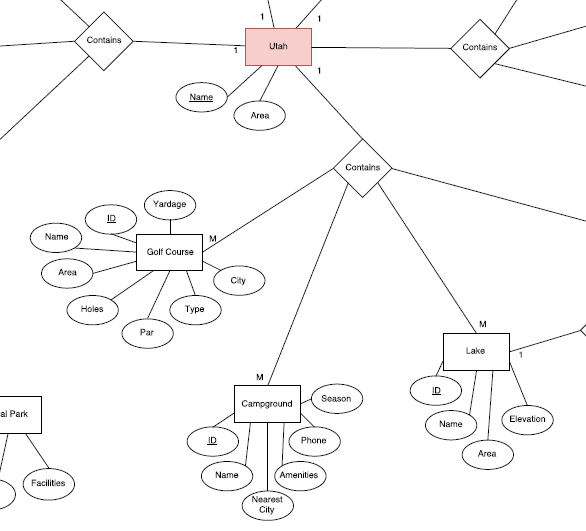 1
1
Contains
1
Utah
Contains
1
Name
Area
Contains
Yardage
ID
Name
M
Golf Course
Area
City
Holes
Type
Par
M
Lake
1
M
ID
Season
Campground
al Park
Name
Elevation
ID
Phone
Area
Name
Amenities
Facilities
Nearest
City